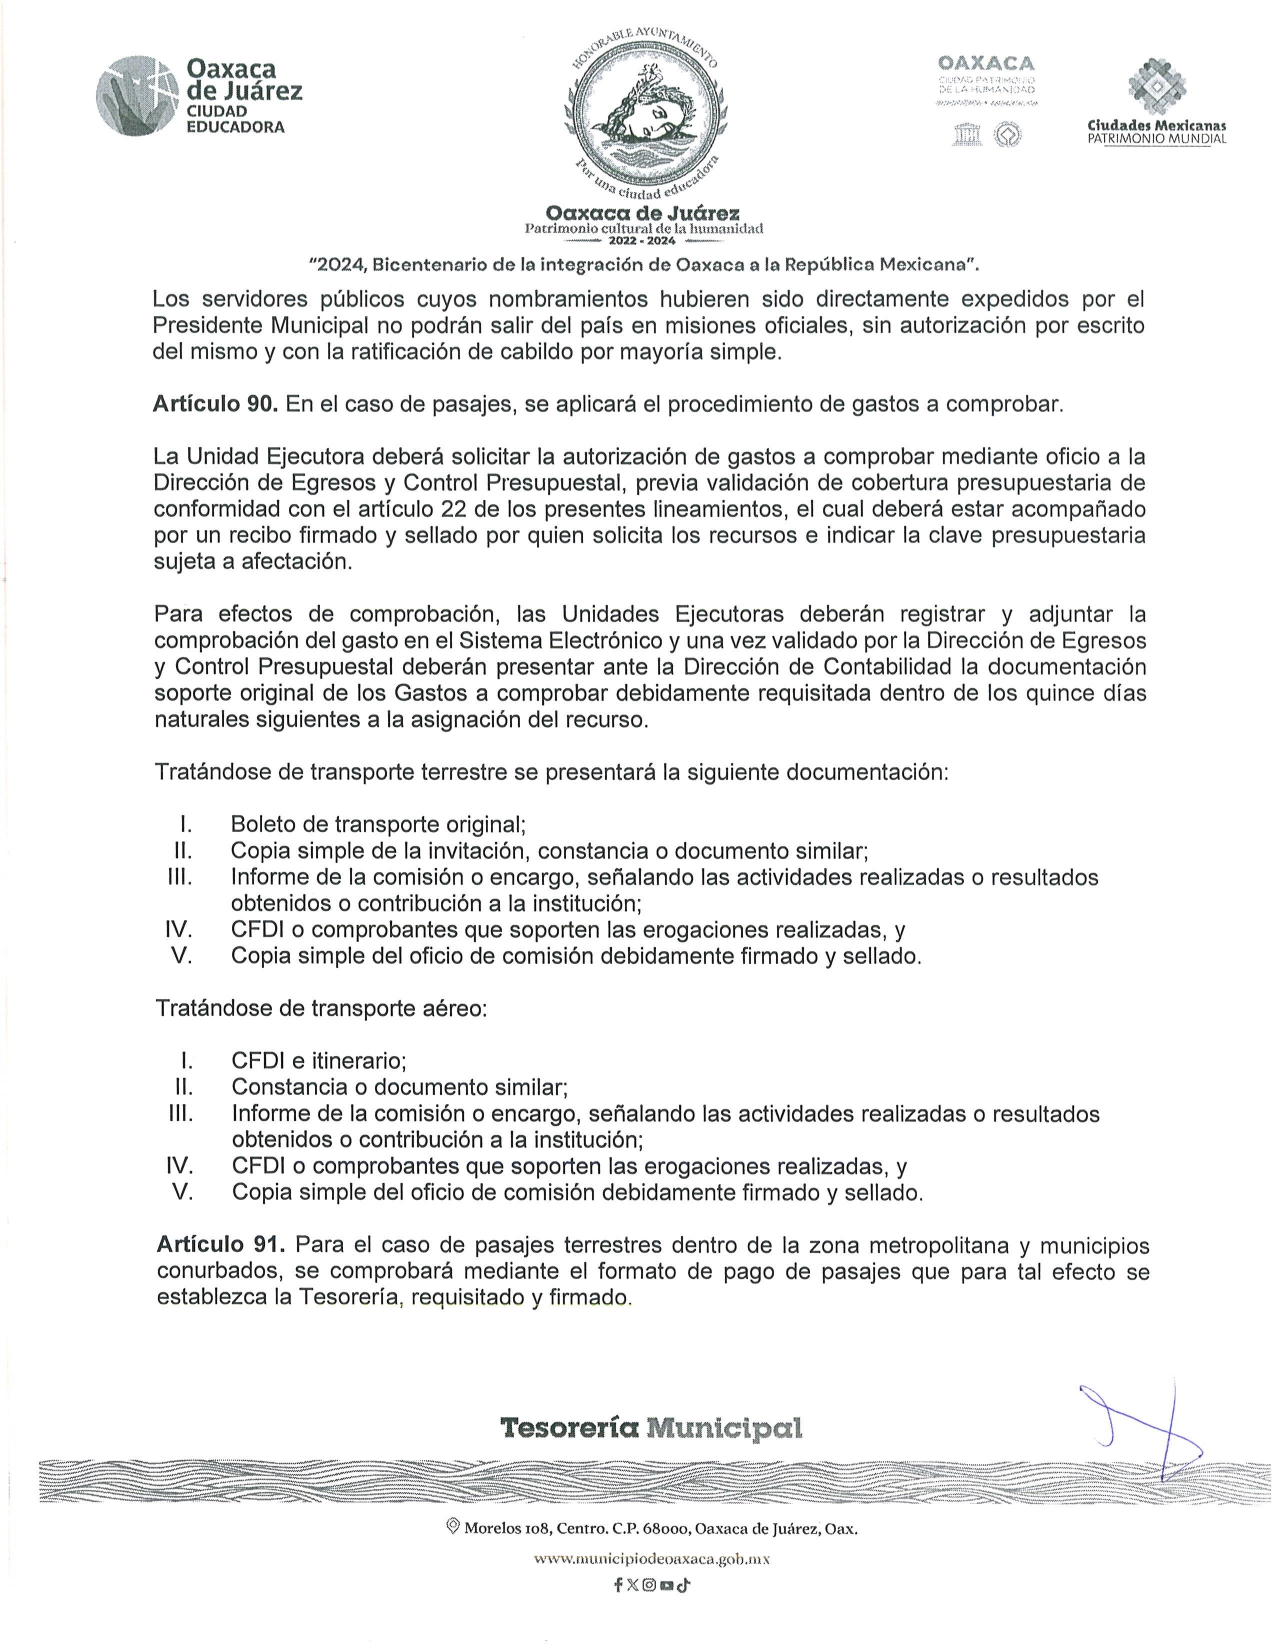 Oaxaca
de Juárez
CIUDAD
EDUCADORA
HONORABLE AYUNTAMIENTO
Por una ciudad educadora
Oaxaca de Juárez
Patrimonio cultural de la humanidad
2022 - 2024
OAXACA
CIUDAD PATRIMONIO
DE LA HUMANIDAD
Ciudades Mexicanas
PATRIMONIO MUNDIAL
"2024, Bicentenario de la integración de Oaxaca a la República Mexicana".
Los servidores públicos cuyos nombramientos hubieren sido directamente expedidos por el
Presidente Municipal no podrán salir del país en misiones oficiales, sin autorización por escrito
del mismo y con la ratificación de cabildo por mayoría simple.
Artículo 90. En el caso de pasajes, se aplicará el procedimiento de gastos a comprobar.
La Unidad Ejecutora deberá solicitar la autorización de gastos a comprobar mediante oficio a la
Dirección de Egresos y Control Presupuestal, previa validación de cobertura presupuestaria de
conformidad con el artículo 22 de los presentes lineamientos, el cual deberá estar acompañado
por un recibo firmado y sellado por quien solicita los recursos e indicar la clave presupuestaria
sujeta a afectación.
Para efectos de comprobación, las Unidades Ejecutoras deberán registrar y adjuntar la
comprobación del gasto en el Sistema Electrónico y una vez validado por la Dirección de Egresos
y Control Presupuestal deberán presentar ante la Dirección de Contabilidad la documentación
soporte original de los Gastos a comprobar debidamente requisitada dentro de los quince días
naturales siguientes a la asignación del recurso.
Tratándose de transporte terrestre se presentará la siguiente documentación:
I. Boleto de transporte original;
II. Copia simple de la invitación, constancia o documento similar;
III. Informe de la comisión o encargo, señalando las actividades realizadas o resultados
obtenidos o contribución a la institución;
IV. CFDI o comprobantes que soporten las erogaciones realizadas, y
V. Copia simple del oficio de comisión debidamente firmado y sellado.
Tratándose de transporte aéreo:
I. CFDI e itinerario;
II. Constancia o documento similar;
III. Informe de la comisión o encargo, señalando las actividades realizadas o resultados
obtenidos o contribución a la institución;
IV. CFDI o comprobantes que soporten las erogaciones realizadas, y
V. Copia simple del oficio de comisión debidamente firmado y sellado.
Artículo 91. Para el caso de pasajes terrestres dentro de la zona metropolitana y municipios
conurbados, se comprobará mediante el formato de pago de pasajes que para tal efecto se
establezca la Tesorería, requisitado y firmado.
Tesorería Municipal
Morelos 108, Centro. C.P. 68000, Oaxaca de Juárez, Oax.
www.municipiodeoaxaca.gob.mx